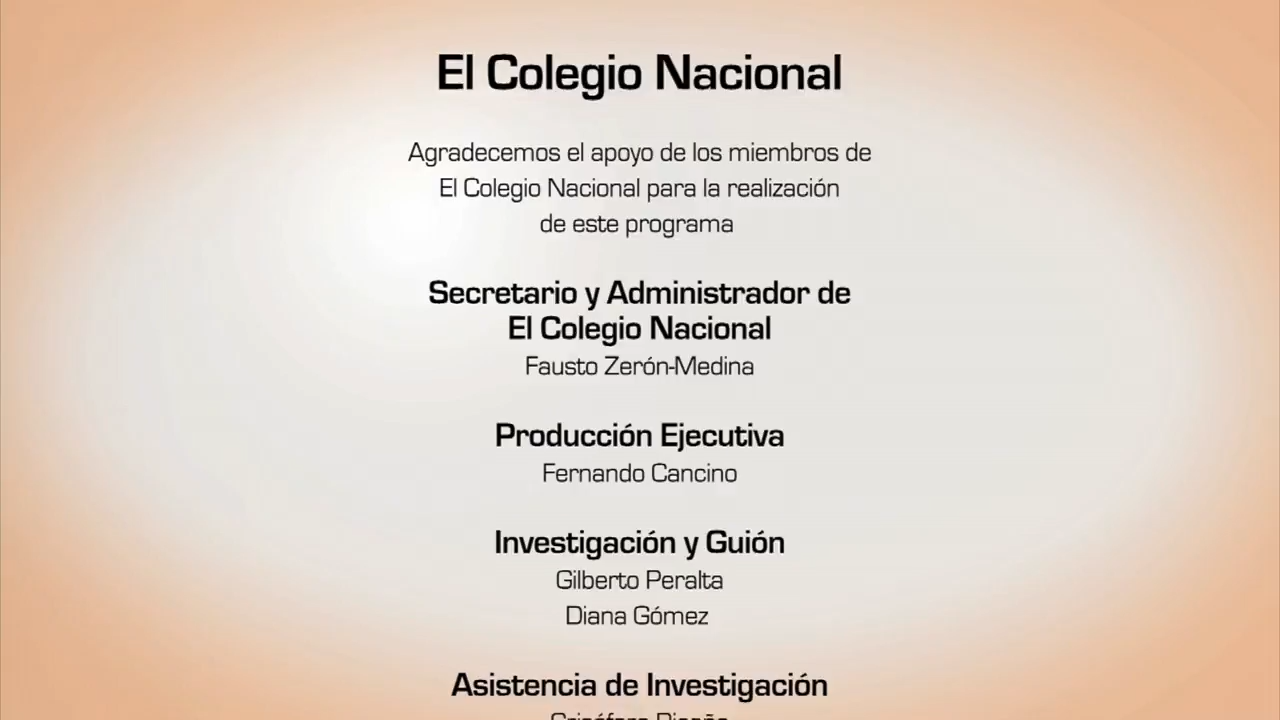 El Colegio Nacional
Agradecemos el apoyo de los miembros de
El Colegio Nacional para la realización
de este programa
Secretario y Administrador de
El Colegio Nacional
Fausto Zerón-Medina
Producción Ejecutiva
Fernando Cancino
Investigación y Guión
Gilberto Peralta
Diana Gómez
Asistencia de Investigación